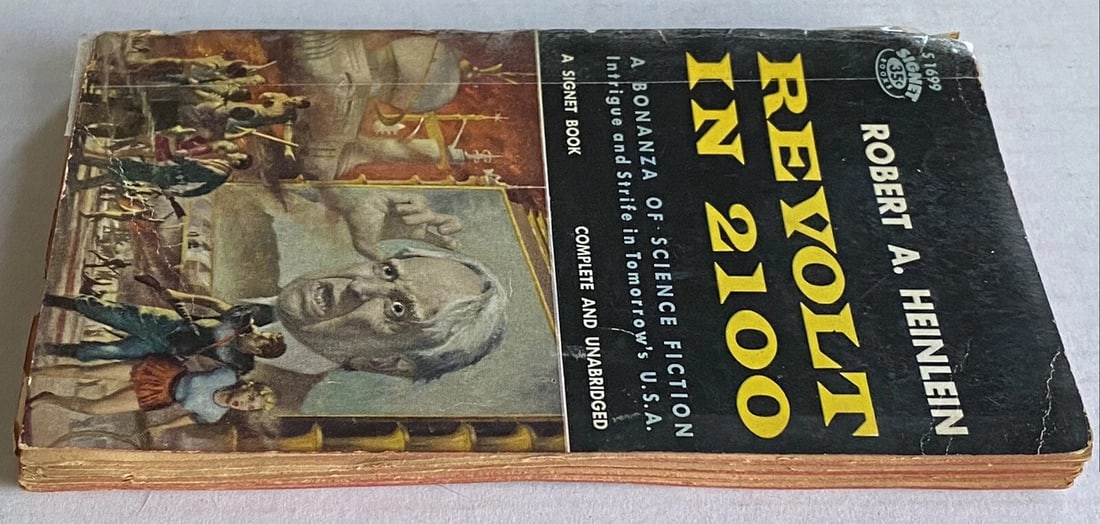 S1699
SIGNET
35¢
BOOKS
ROBERT A. HEINLEIN
REVOLT
IN 2100
A BONANZA OF SCIENCE FICTION
Intrigue and Strife in Tomorrow's U.S.A.
A SIGNET BOOK
COMPLETE AND UNABRIDGED